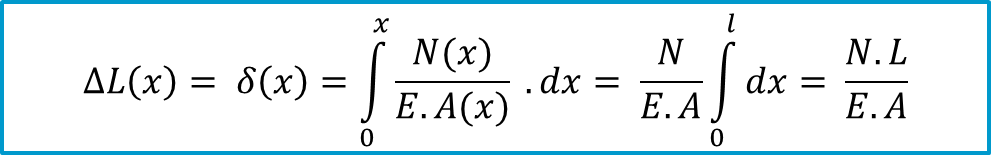 ΔL(x) = δ(x) = ∫₀ˣ N(x)/E.A(x) .dx = N/E.A ∫₀ˡ dx = N.L/E.A